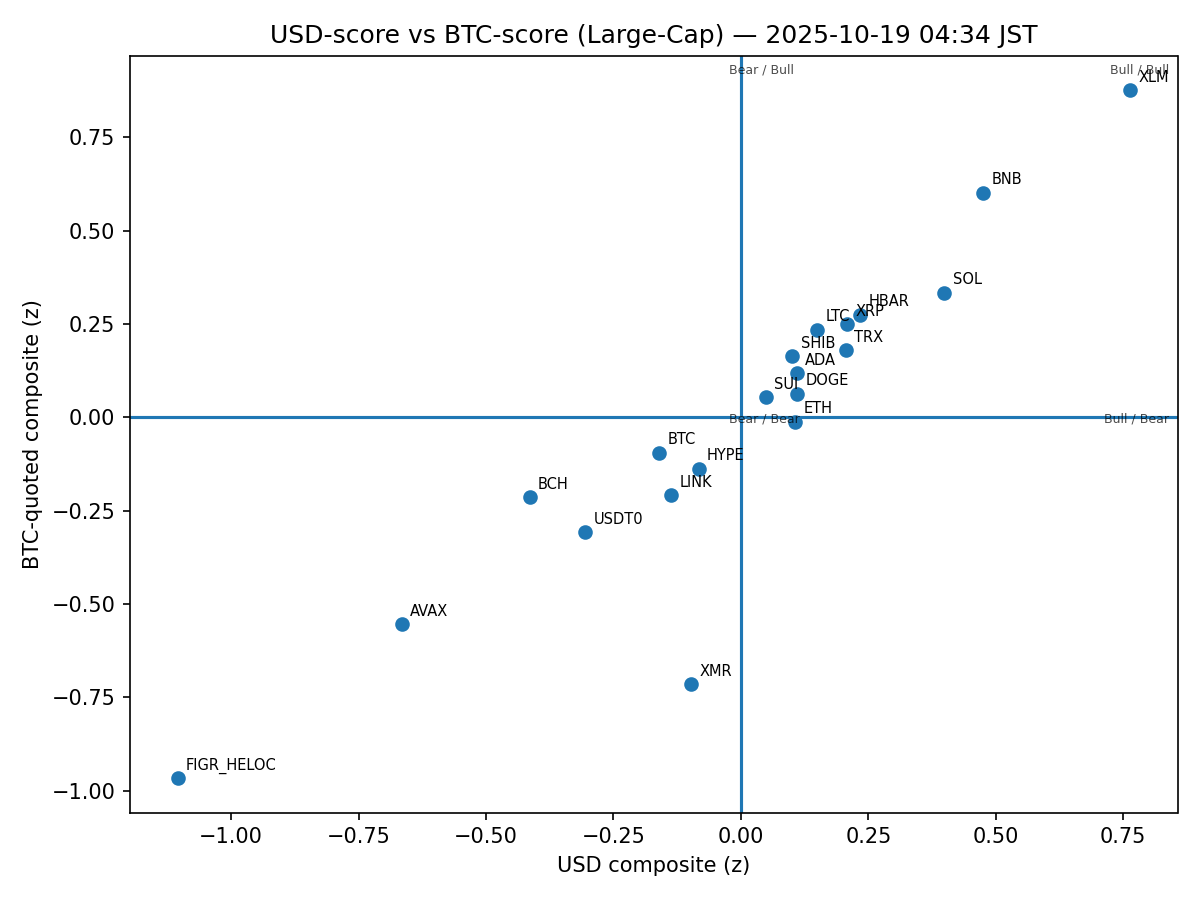 USD-score vs BTC-score (Large-Cap) — 2025-10-19 04:34 JST
Bear / Bull
Bull / Bull
XLM
0.75
BNB
0.50
SOL
HBAR
XRP
LTC
0.25
TRX
SHIB
ADA
DOGE
SUI
ETH
0.00
Bear / Bear
Bull / Bear
BTC
HYPE
LINK
BCH
−0.25
USDT0
−0.50
AVAX
XMR
−0.75
FIGR_HELOC
−1.00
BTC-quoted composite (z)
−1.00 −0.75 −0.50 −0.25 0.00 0.25 0.50 0.75
USD composite (z)